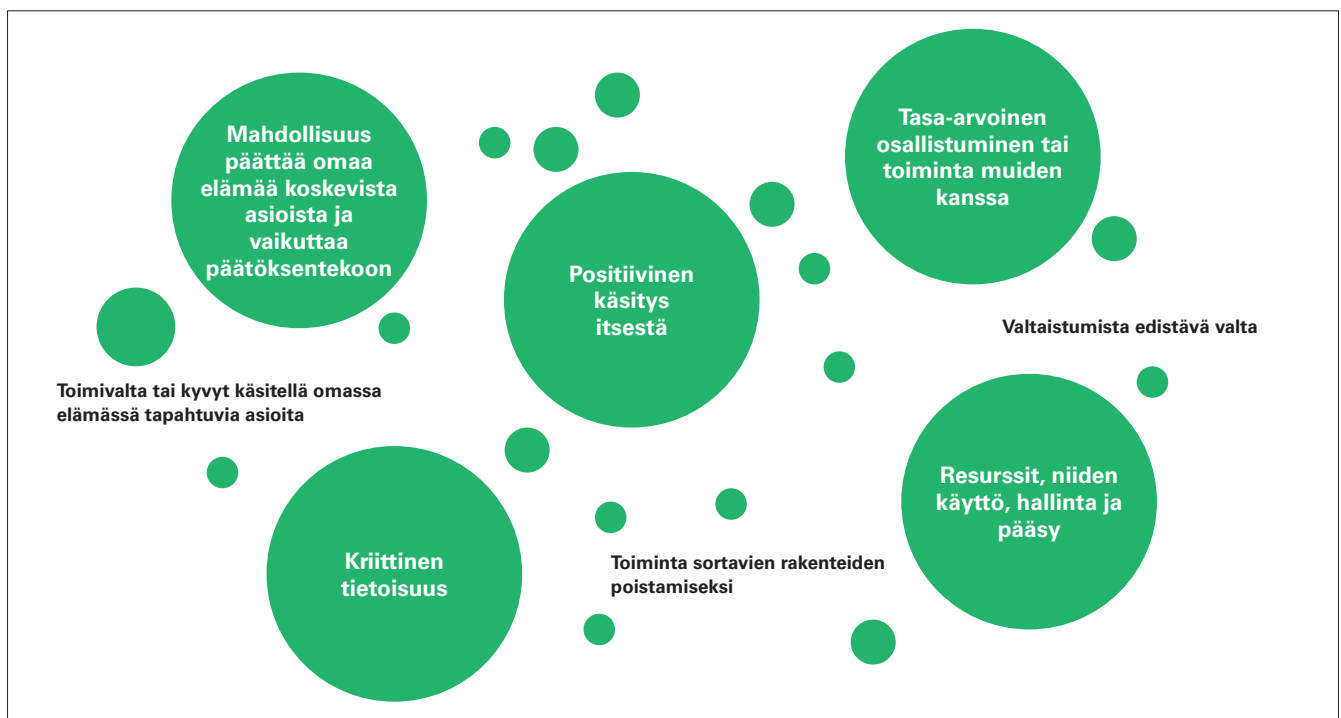 Mahdollisuus
päättää omaa
elämää koskevista
asioista ja
vaikuttaa
päätöksentekoon
Tasa-arvoinen
osallistuminen tai
toiminta muiden
kanssa
Positiivinen
käsitys
itsestä
Valtaistumista edistävä valta
Toimivalta tai kyvyt käsitellä omassa
elämässä tapahtuvia asioita
Resurssit, niiden
käyttö, hallinta ja
pääsy
Kriittinen
tietoisuus
Toiminta sortavien rakenteiden
poistamiseksi